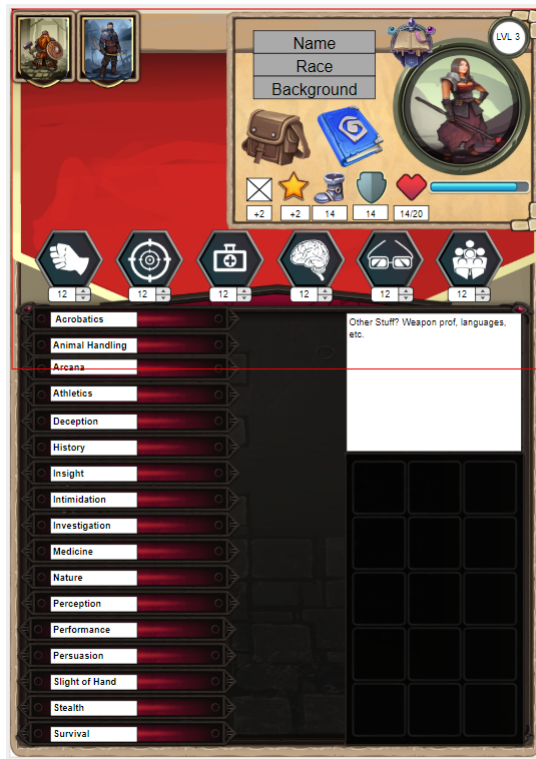 LVL 3
Name
Race
Background
+2
+2
14
14
14/20
12
12
12
12
12
12
Acrobatics
Animal Handling
Arcana
Athletics
Deception
History
Insight
Intimidation
Investigation
Medicine
Nature
Perception
Performance
Persuasion
Slight of Hand
Stealth
Survival
Other Stuff? Weapon prof, languages,
etc.